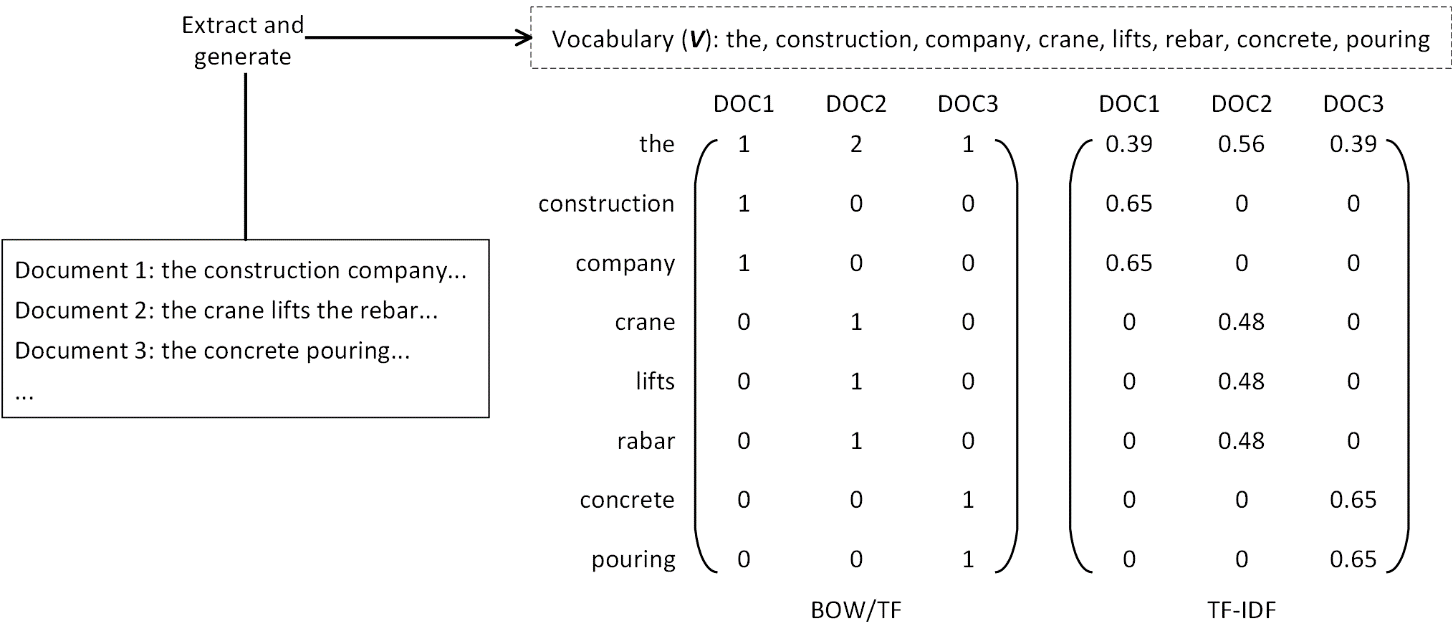 Extract and
generate
Vocabulary (V): the, construction, company, crane, lifts, rebar, concrete, pouring
Document 1: the construction company...
Document 2: the crane lifts the rebar...
Document 3: the concrete pouring...
...
DOC1 DOC2 DOC3 DOC1 DOC2 DOC3
the 1 2 1 0.39 0.56 0.39
construction 1 0 0 0.65 0 0
company 1 0 0 0.65 0 0
crane 0 1 0 0 0.48 0
lifts 0 1 0 0 0.48 0
rabar 0 1 0 0 0.48 0
concrete 0 0 1 0 0 0.65
pouring 0 0 1 0 0 0.65
BOW/TF TF-IDF